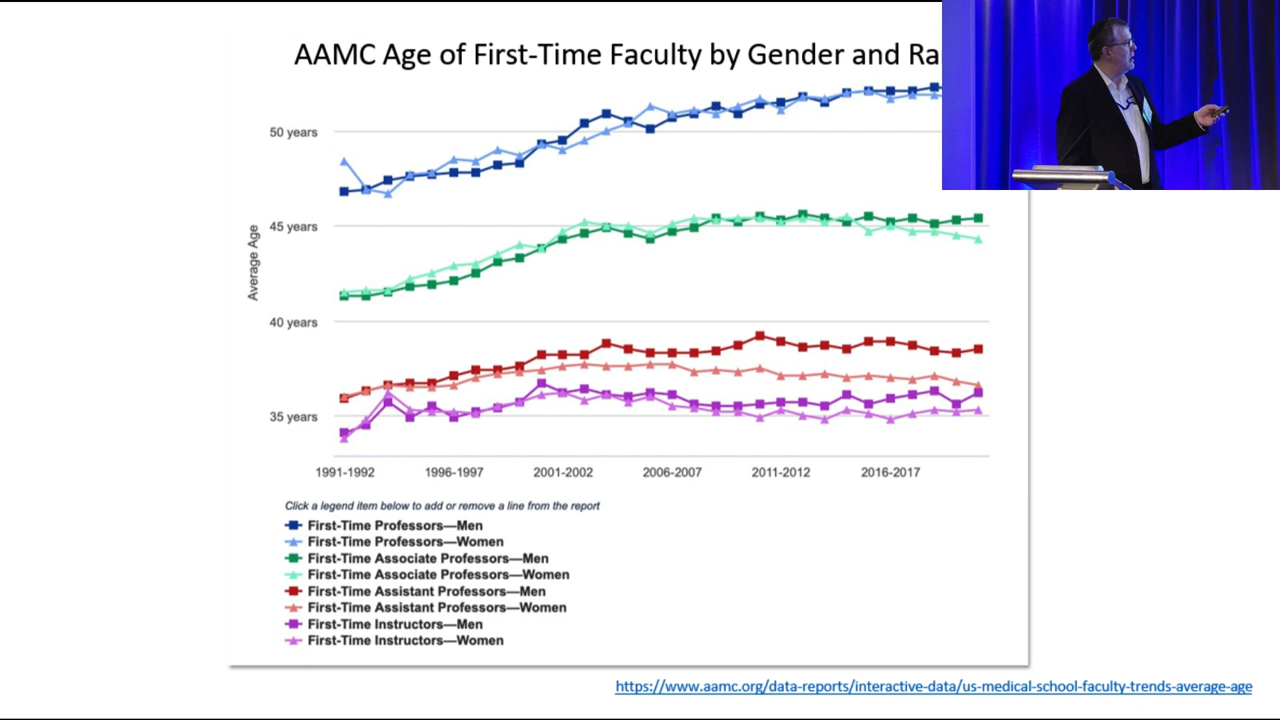 AAMC Age of First-Time Faculty by Gender and Ra
50 years
45 years
40 years
35 years
Average Age
1991-1992
1996-1997
2001-2002
2006-2007
2011-2012
2016-2017
Click a legend item below to add or remove a line from the report
First-Time Professors—Men
First-Time Professors—Women
First-Time Associate Professors—Men
First-Time Associate Professors—Women
First-Time Assistant Professors—Men
First-Time Assistant Professors—Women
First-Time Instructors—Men
First-Time Instructors—Women
https://www.aamc.org/data-reports/interactive-data/us-medical-school-faculty-trends-average-age